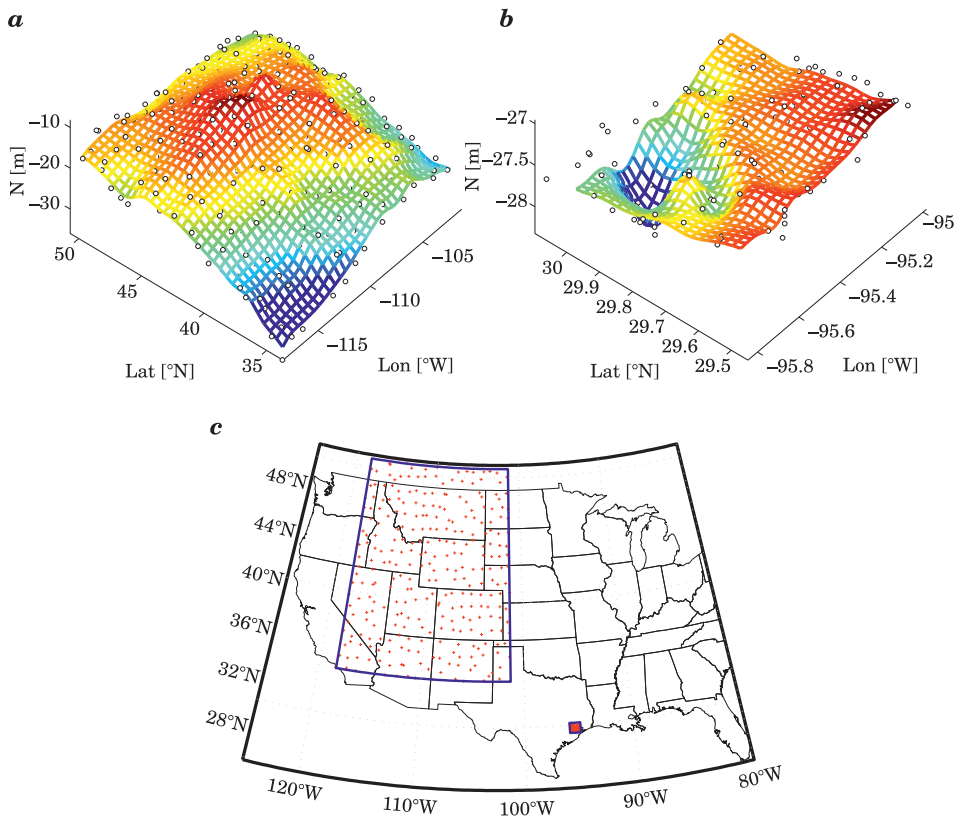 a
−10
−20
−30
N [m]
50
45
40
35
Lat [°N]
−105
−110
−115
Lon [°W]
b
−27
−27.5
−28
N [m]
30
29.9
29.8
29.7
29.6
29.5
Lat [°N]
−95
−95.2
−95.4
−95.6
−95.8
Lon [°W]
c
48°N
44°N
40°N
36°N
32°N
28°N
120°W
110°W
100°W
90°W
80°W